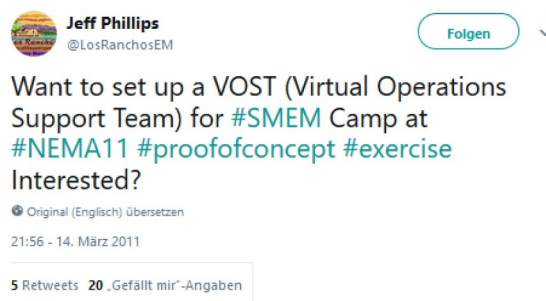 Jeff Phillips
@LosRanchosEM
Folgen
Want to set up a VOST (Virtual Operations
Support Team) for #SMEM Camp at
#NEMA11 #proofofconcept #exercise
Interested?
Original (Englisch) übersetzen
21:56 - 14. März 2011
5 Retweets 20 „Gefällt mir“-Angaben